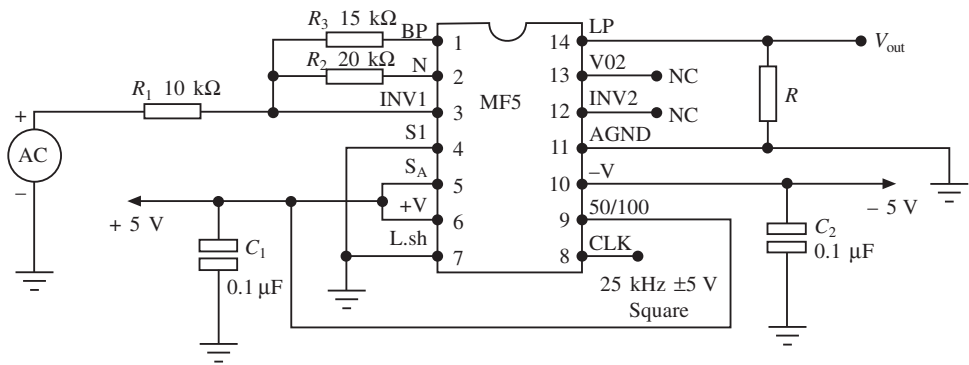 R3 15 kΩ
BP
1
R2 20 kΩ
N
2
R1 10 kΩ
INV1
3
S1
4
SA
5
+V
6
L.sh
7
MF5
14
LP
Vout
13
V02
NC
12
INV2
NC
R
11
AGND
10
–V
– 5 V
9
50/100
8
CLK
25 kHz ±5 V
Square
+
AC
–
+ 5 V
C1
0.1 μF
C2
0.1 μF